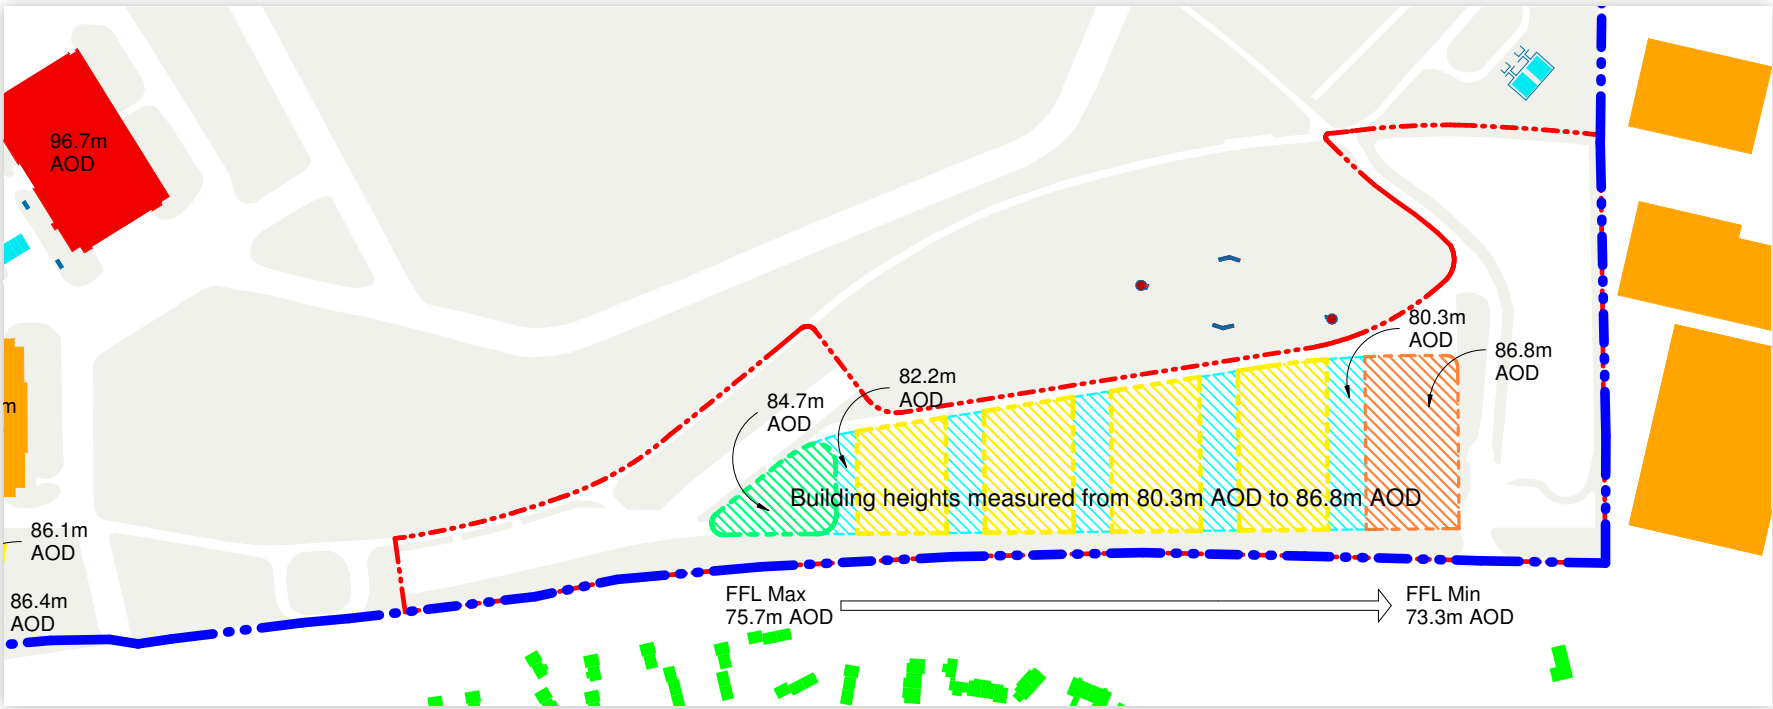 96.7m
AOD
80.3m
AOD
86.8m
AOD
82.2m
AOD
84.7m
AOD
m
Building heights measured from 80.3m AOD to 86.8m AOD
86.1m
AOD
86.4m
AOD
FFL Max
75.7m AOD
FFL Min
73.3m AOD